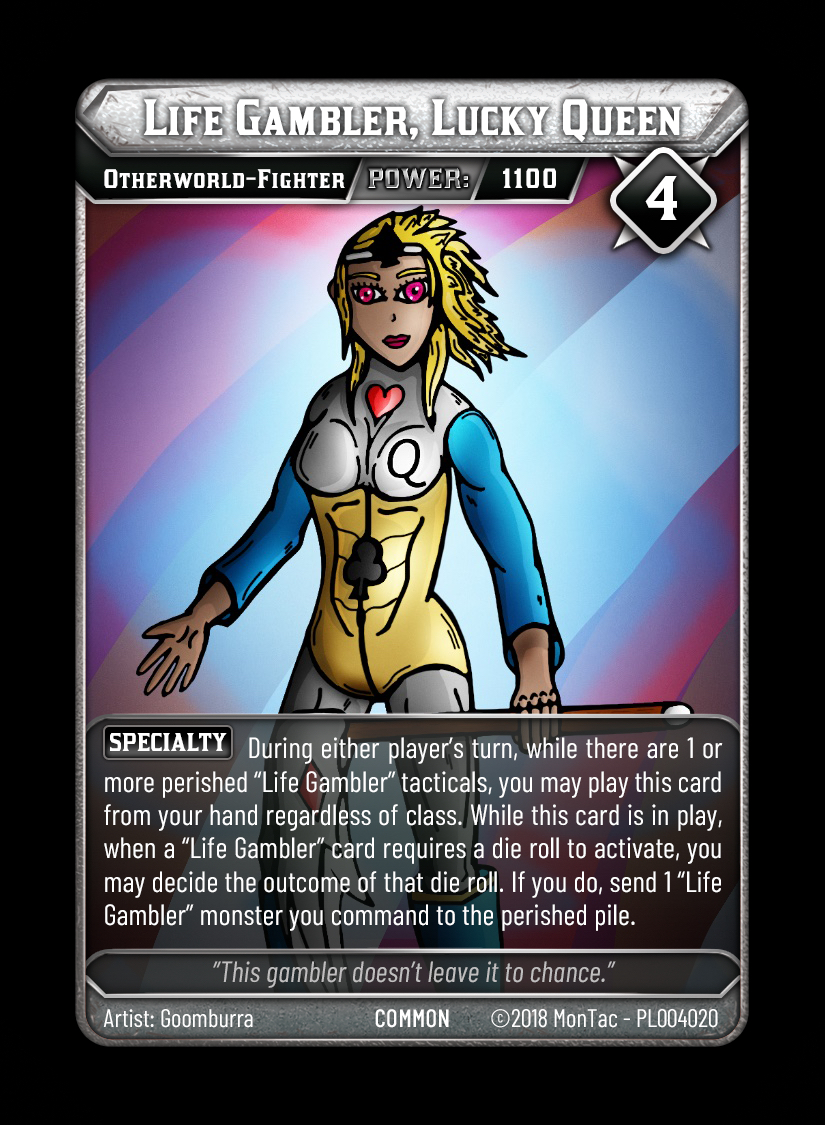 Life Gambler, Lucky Queen
Otherworld-Fighter POWER: 1100
4
Q
SPECIALTY During either player's turn, while there are 1 or
more perished “Life Gambler” tacticals, you may play this card
from your hand regardless of class. While this card is in play,
when a “Life Gambler” card requires a die roll to activate, you
may decide the outcome of that die roll. If you do, send 1 “Life
Gambler” monster you command to the perished pile.
“This gambler doesn't leave it to chance.”
Artist: Goomburra COMMON ©2018 MonTac - PL004020